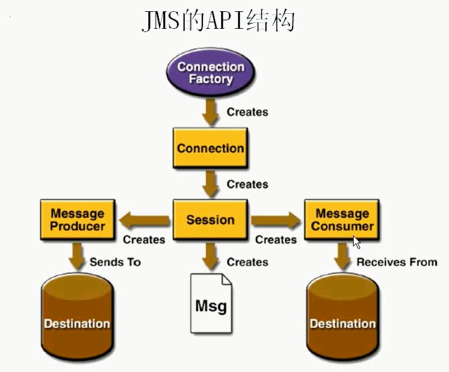 JMS的API结构
Connection
Factory
Creates
Connection
Creates
Message
Producer
Creates
Session
Creates
Message
Consumer
Sends To
Creates
Receives From
Destination
Msg
Destination